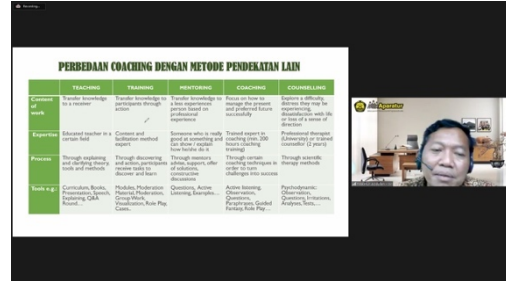 Recording...
PERBEDAAN COACHING DENGAN METODE PENDEKATAN LAIN
TEACHING TRAINING MENTORING COACHING COUNSELLING
Content of work
Transfer knowledge to a receiver
Transfer knowledge to participants through action
Transfer knowledge to a less experiences person based on professional experience
Focus on how to manage the present and preferred future successfully
Explore a difficulty, distress they may be experiencing, dissatisfaction with life or loss of a sense of direction
Expertise
Educated teacher in a certain field
Content and facilitation method expert
Someone who is really good at something and can show / explain how he/she do it
Trained expert in coaching (min. 200 hours coaching training)
Professional therapist (University) or trained counsellor (2 years)
Process
Through explaining and clarifying theory, tools and methods
Through discovering and action, participants receive tasks to discover and learn
Through mentors advice, support, offer of solutions, constructive discussions
Through certain coaching techniques in order to turn challenges into success
Through scientific therapy methods
Tools e.g.:
Curriculum, Books, Presentation, Speech, Explaining, Q&A Round...
Modules, Moderation Material, Moderation, Group Work, Visualization, Role Play, Cases..
Questions, Active Listening, Examples...
Active listening, Observation, Questions, Paraphrases, Guided Fantasy, Role Play...
Psychodynamic: Observation, Questions, Irritations, Analyses, Tests,...
Aparatur